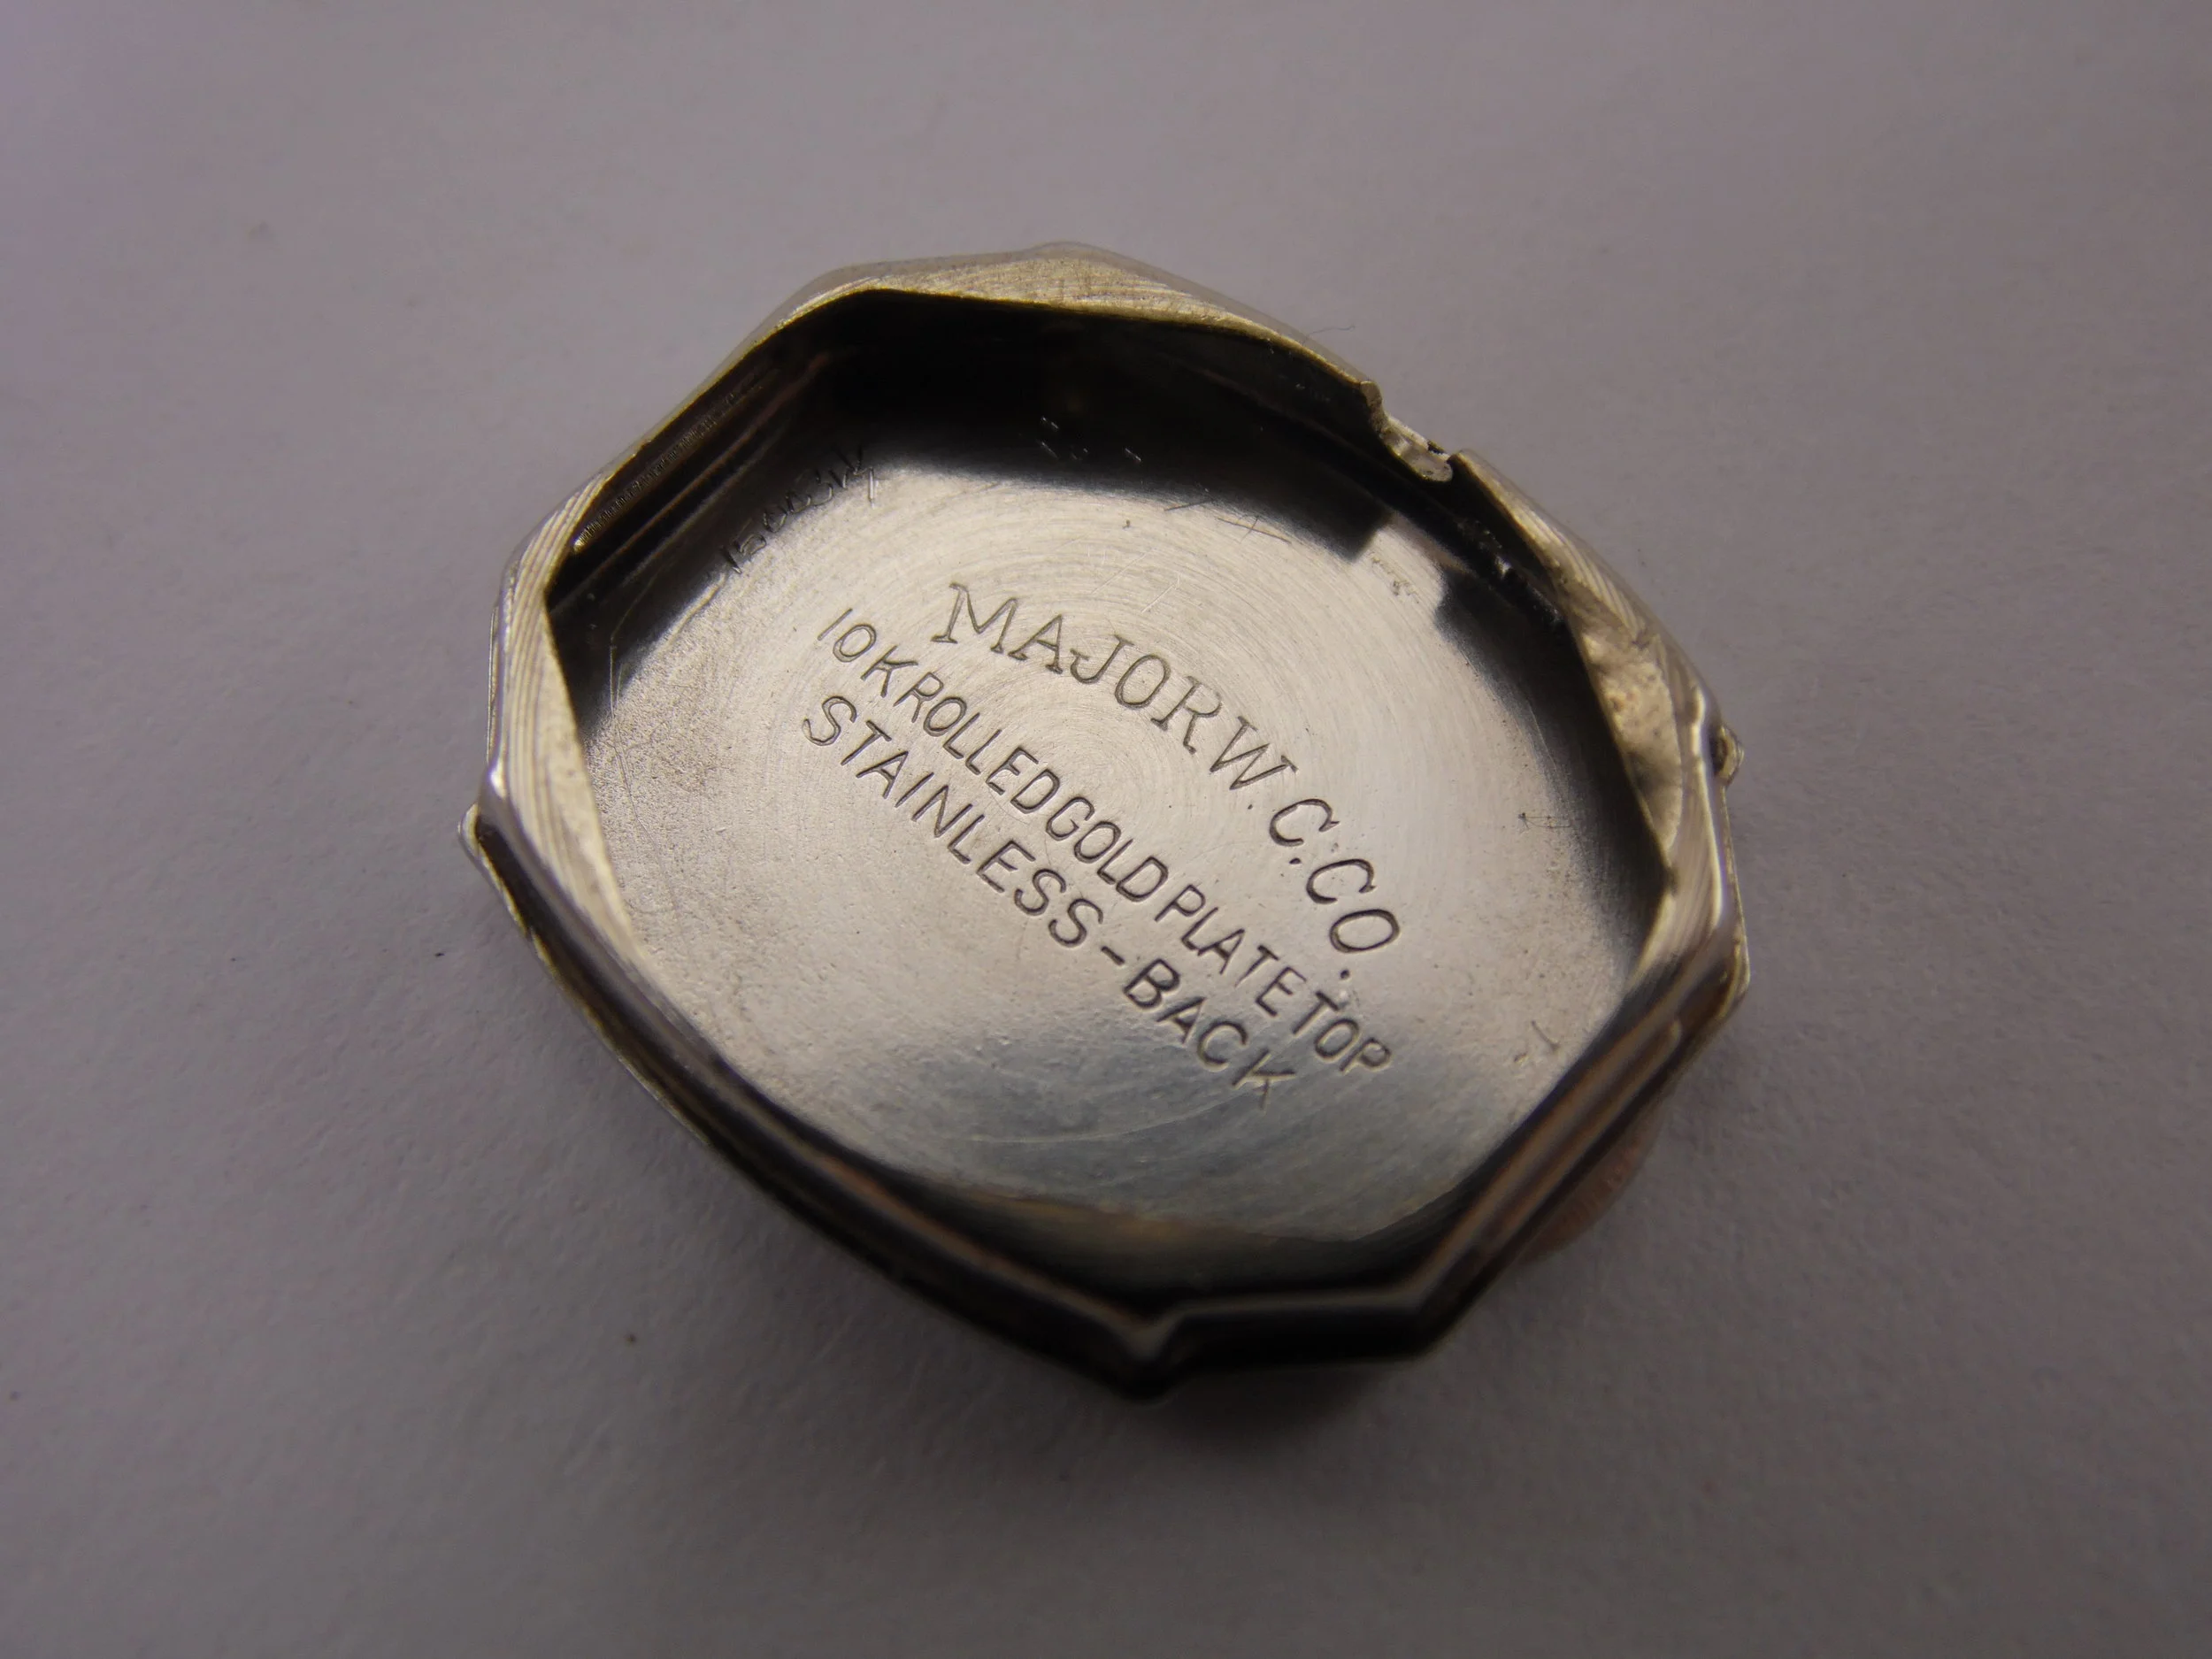 MAJOR W. C. CO.
10K ROLLED GOLD PLATE TOP
STAINLESS-BACK